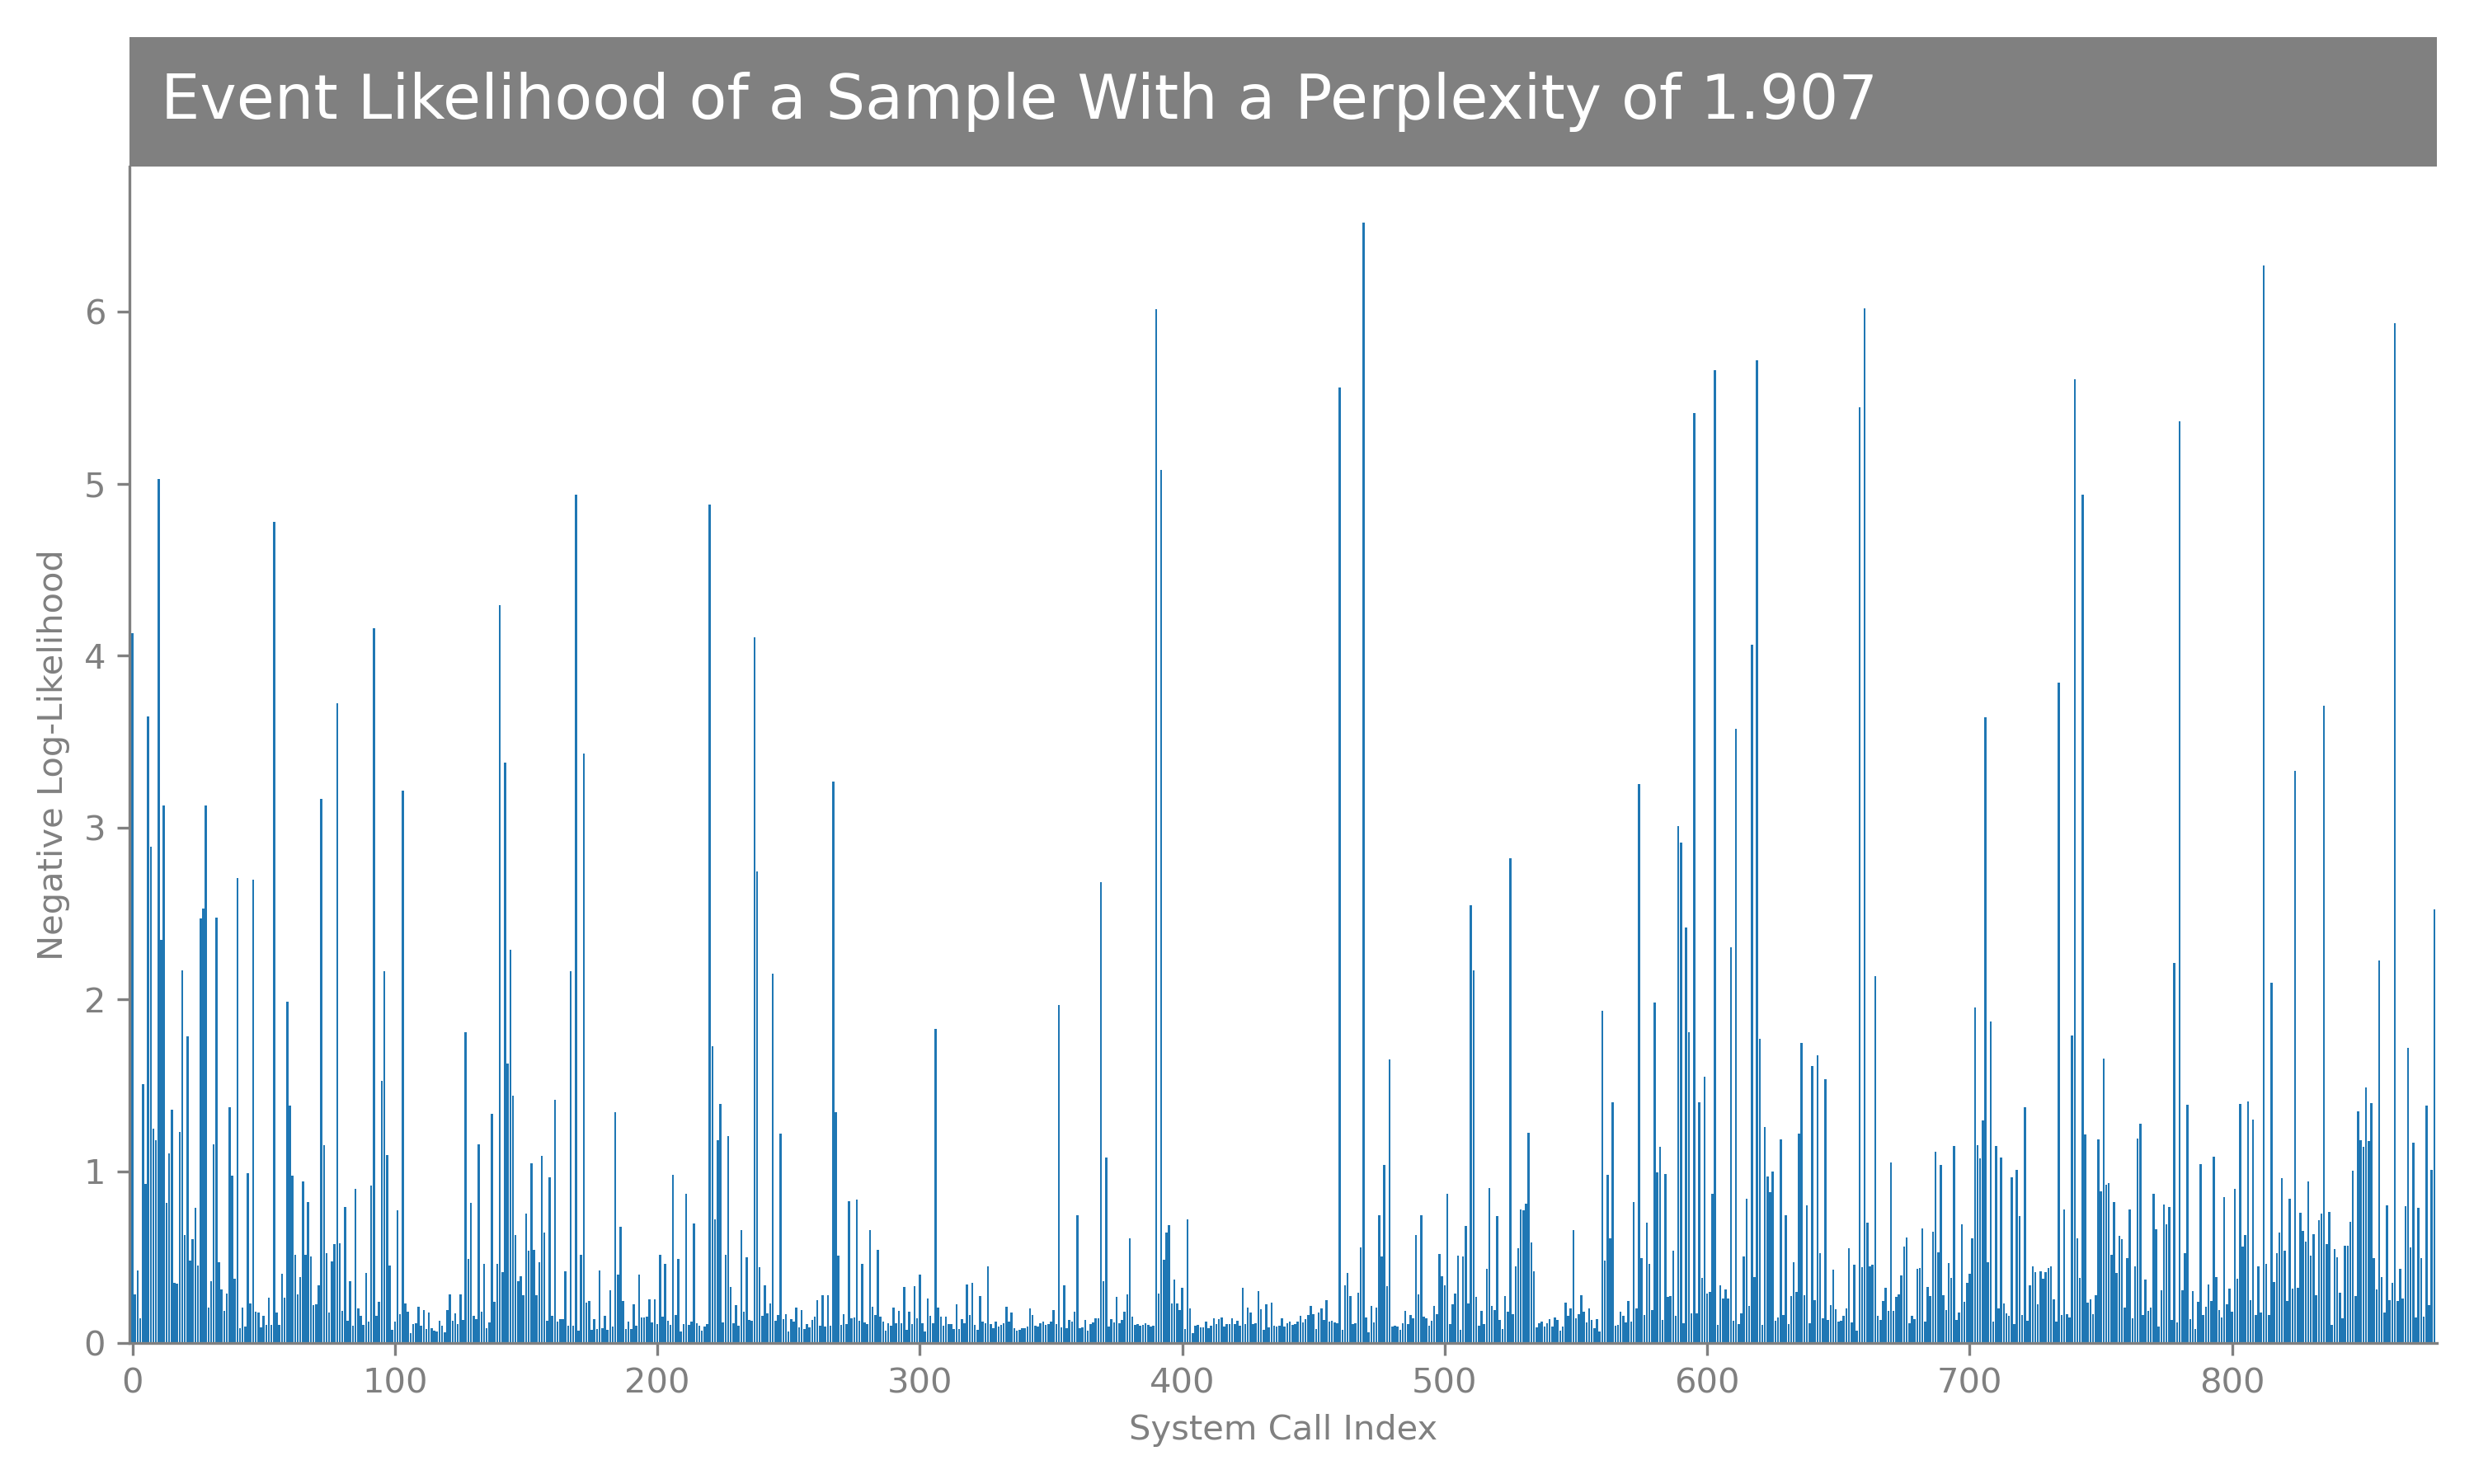 Event Likelihood of a Sample With a Perplexity of 1.907
6
5
4
3
2
1
0
Negative Log-Likelihood
0 100 200 300 400 500 600 700 800
System Call Index